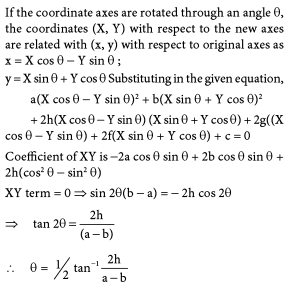 If the coordinate axes are rotated through an angle θ,
the coordinates (X, Y) with respect to the new axes
are related with (x, y) with respect to original axes as
x = X cos θ – Y sin θ ;
y = X sin θ + Y cos θ Substituting in the given equation,
a(X cos θ – Y sin θ)² + b(X sin θ + Y cos θ)²
+ 2h(X cos θ – Y sin θ) (X sin θ + Y cos θ) + 2g((X
cos θ – Y sin θ) + 2f(X sin θ + Y cos θ) + c = 0
Coefficient of XY is –2a cos θ sin θ + 2b cos θ sin θ +
2h(cos² θ – sin² θ)
XY term = 0 ⇒ sin 2θ(b – a) = – 2h cos 2θ
⇒ tan 2θ = 2h/(a – b)
∴ θ = 1/2 tan⁻¹ 2h/a – b